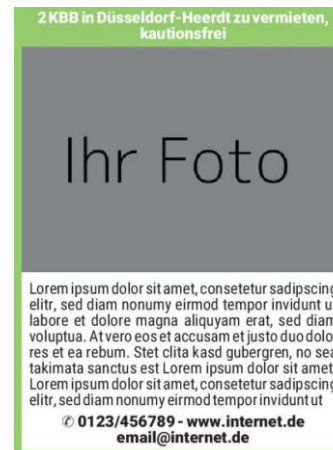 2 KBB in Düsseldorf-Heerdt zu vermieten,
kautionsfrei
Ihr Foto
Lorem ipsum dolor sit amet, consetetur sadipscing
elitr, sed diam nonumy eirmod tempor invidunt u
labore et dolore magna aliquyam erat, sed diam
voluptua. At vero eos et accusam et justo duo dolo
res et ea rebum. Stet clita kasd gubergren, no sea
takimata sanctus est Lorem ipsum dolor sit amet
Lorem ipsum dolor sit amet, consetetur sadipscing
elitr, sed diam nonumy eirmod tempor invidunt ut
✆ 0123/456789 - www.internet.de
email@internet.de